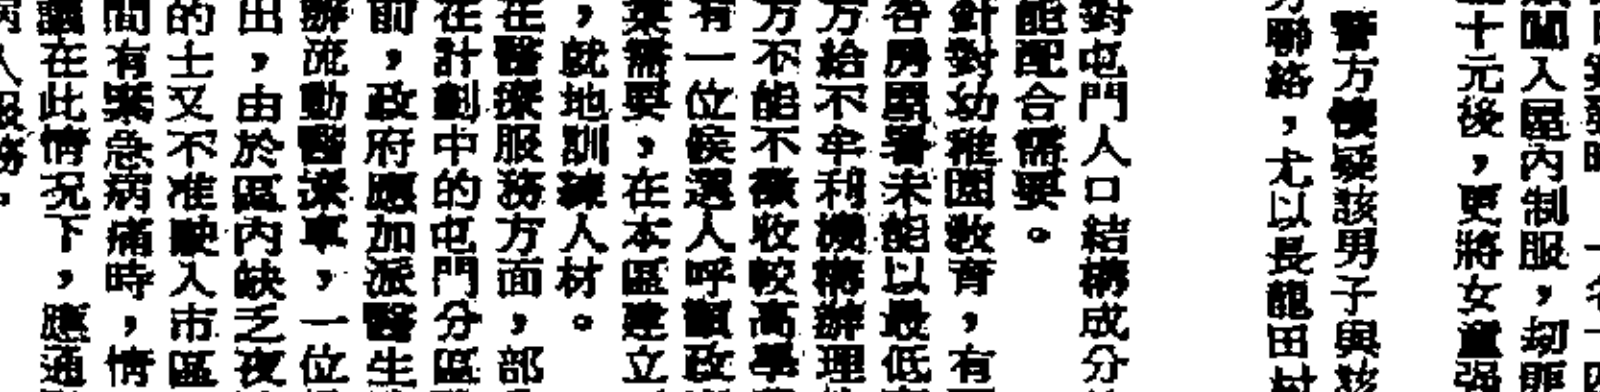 十元後，更將女童强
闖入屋內制服，刧
警方懷疑該男子與該
聯絡，尤以長龍田村
對屯門人口結構成分
能配合需要。
針對幼稚園教育，有
房屋署未能以最低
方給不牟利機構辦理
方不能不徵收較高學
有一位候選人呼籲政
業需要，在本區建立
，就地訓練人材。
在醫療服務方面，部
在計劃中的屯門分區
前，政府應加派醫生
辦流動醫療車，一位
出，由於區內缺乏夜
的士又不准駛入市區
間有緊急病痛時，情
議在此情况下，應通
人服務，